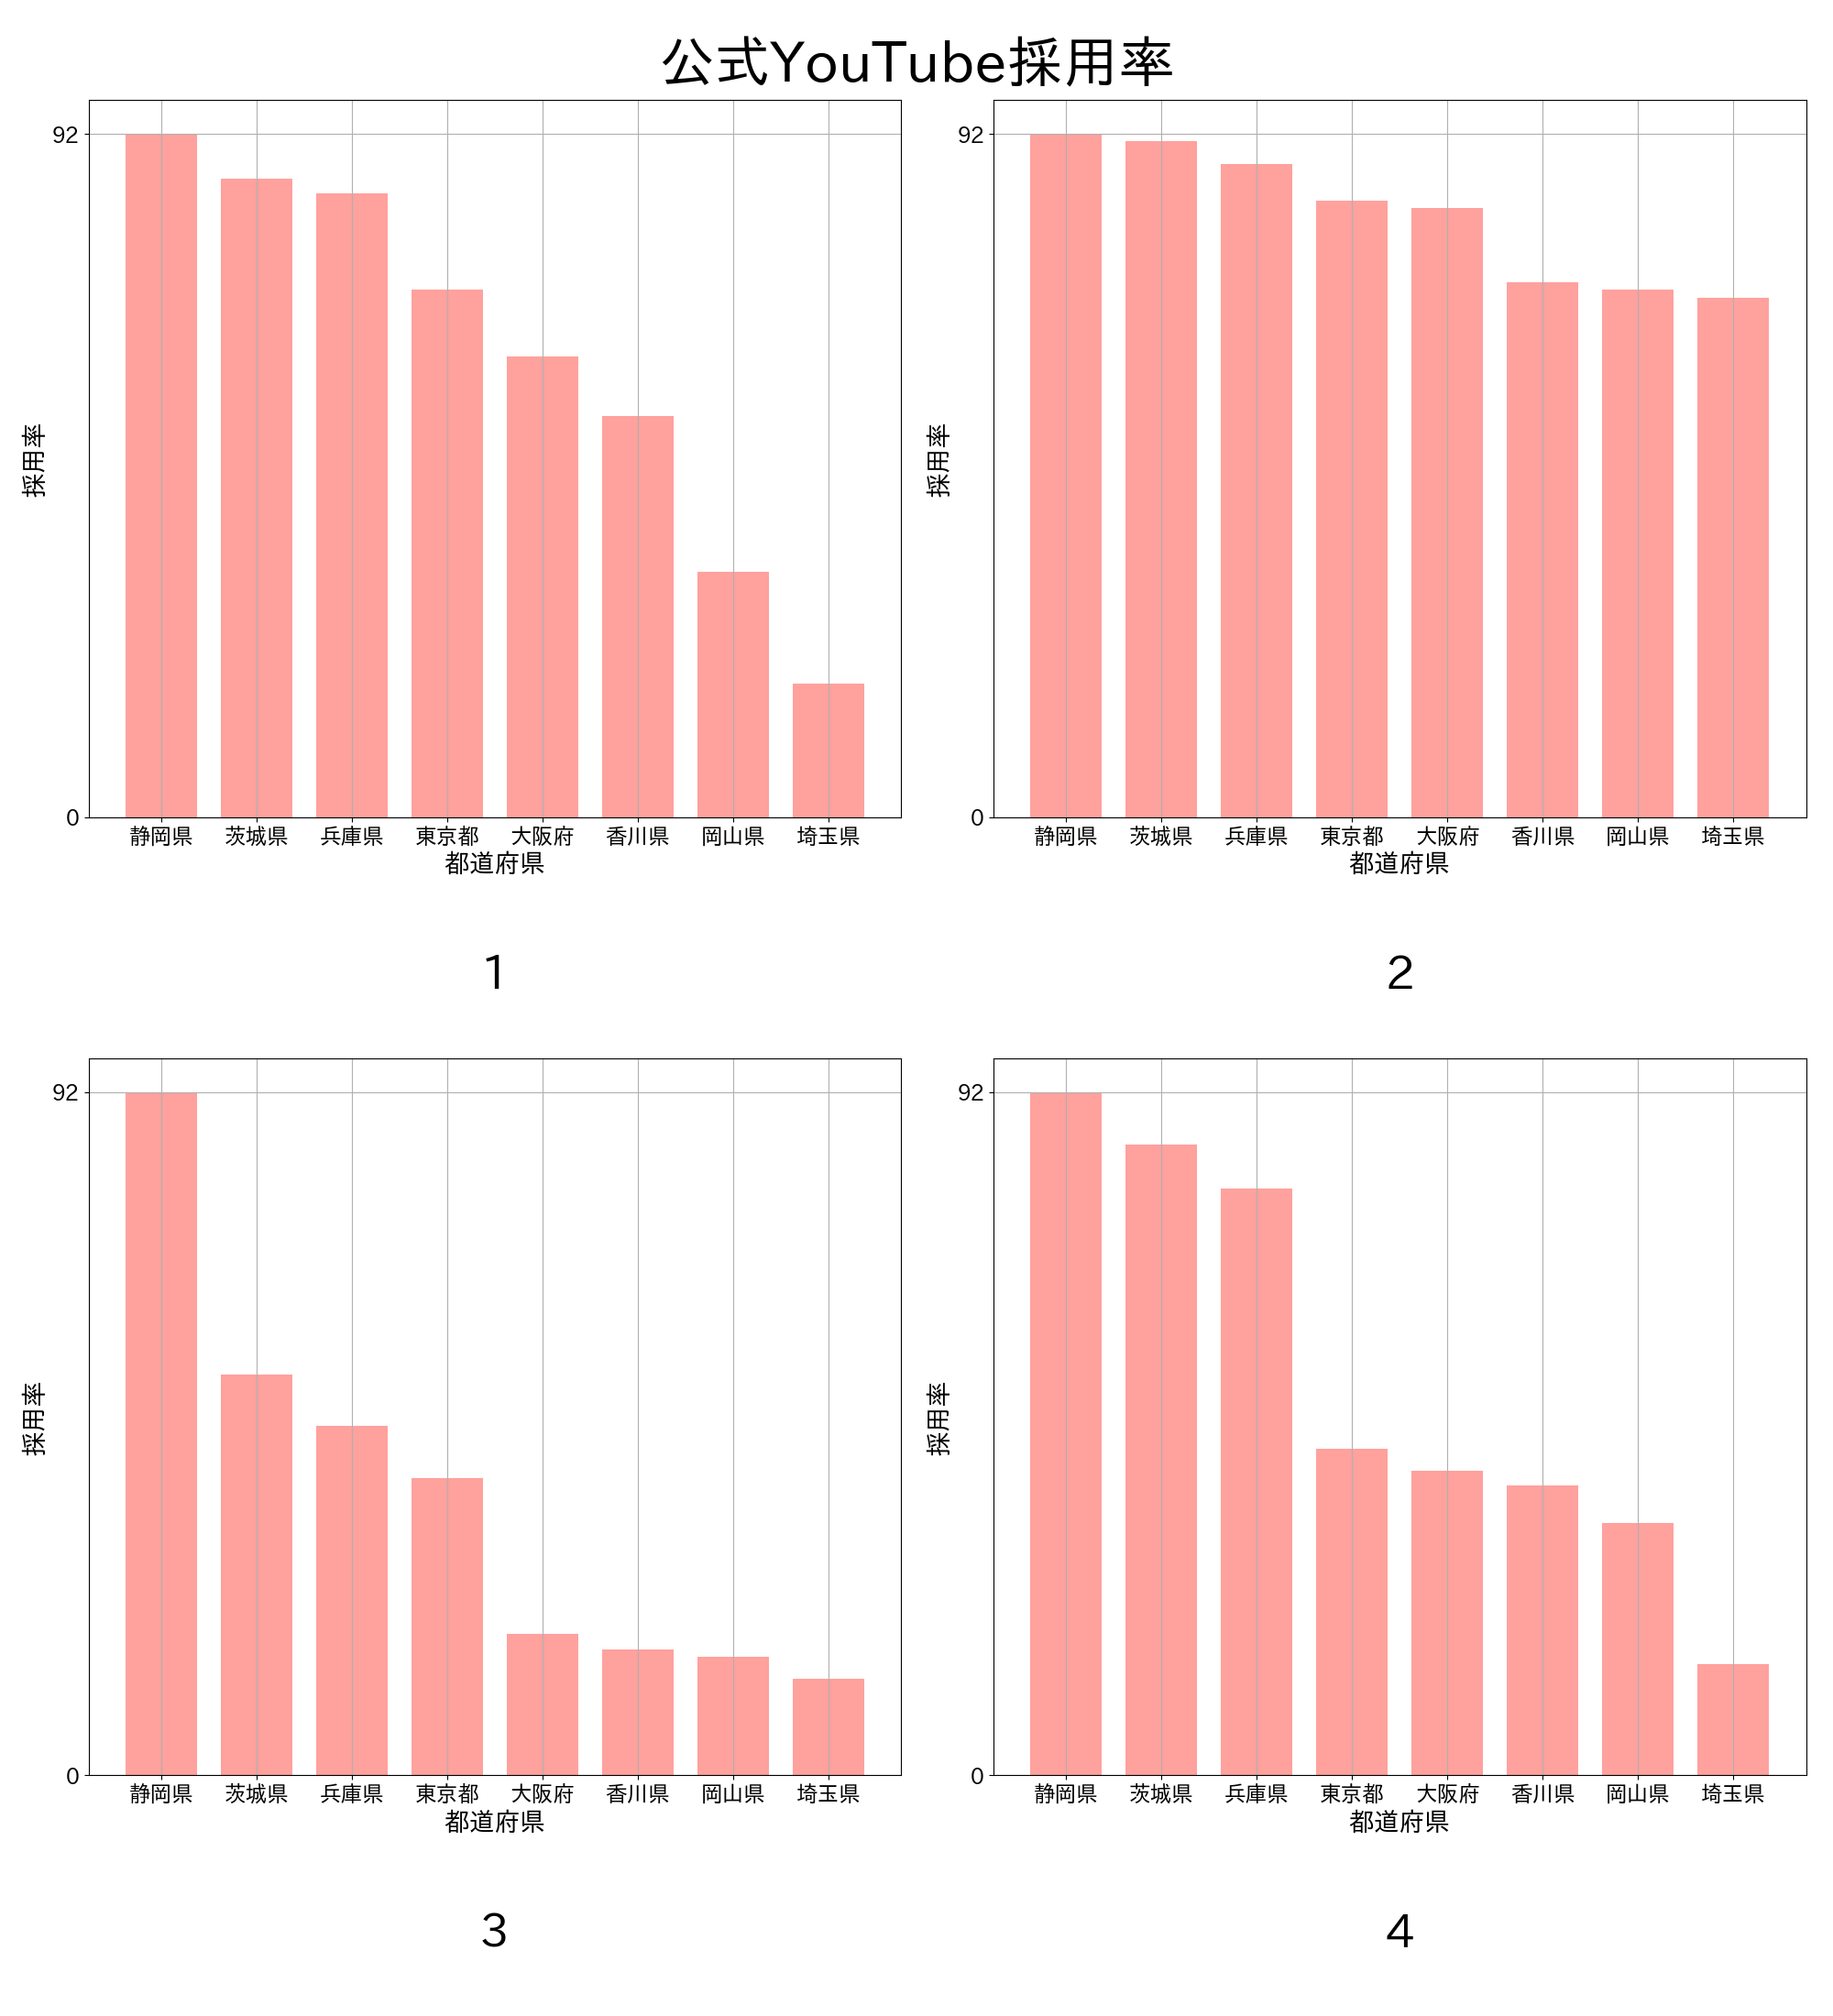 公式YouTube採用率
92
0
採用率
静岡県 茨城県 兵庫県 東京都 大阪府 香川県 岡山県 埼玉県
都道府県
1
92
0
採用率
静岡県 茨城県 兵庫県 東京都 大阪府 香川県 岡山県 埼玉県
都道府県
2
92
0
採用率
静岡県 茨城県 兵庫県 東京都 大阪府 香川県 岡山県 埼玉県
都道府県
3
92
0
採用率
静岡県 茨城県 兵庫県 東京都 大阪府 香川県 岡山県 埼玉県
都道府県
4